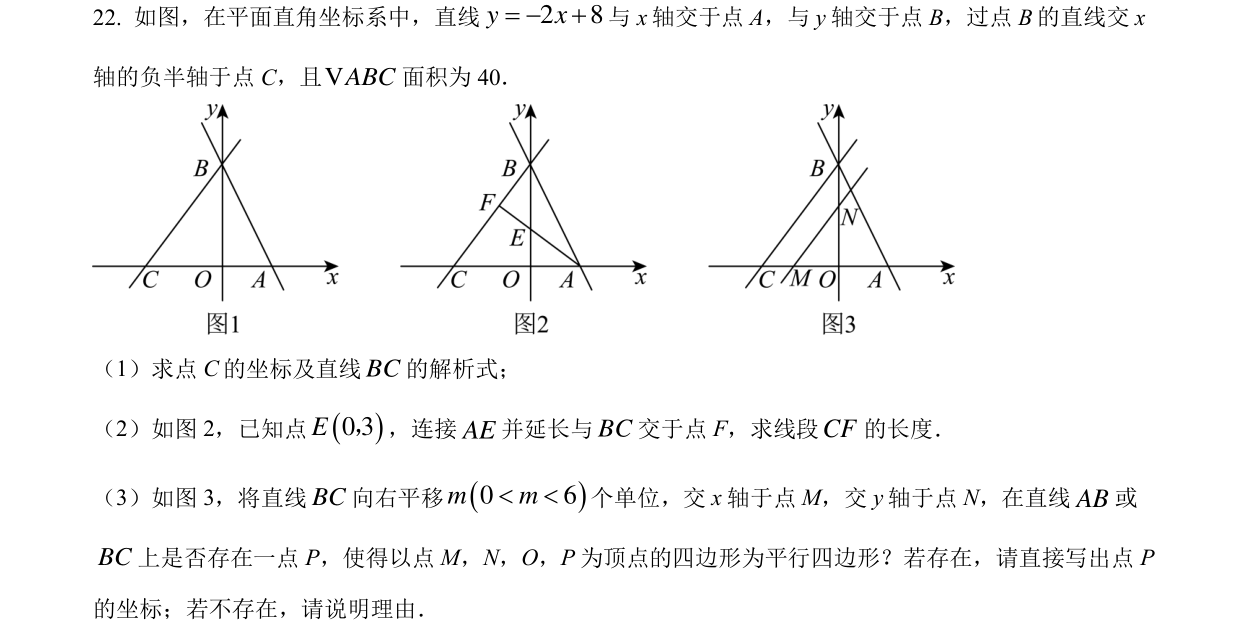 22. 如图，在平面直角坐标系中，直线 y = −2x + 8 与 x 轴交于点 A，与 y 轴交于点 B，过点 B 的直线交 x
轴的负半轴于点 C，且 VABC 面积为 40．
y y y
B B B
F
N
E
C O A x C O A x C M O A x
图1 图2 图3
（1）求点 C 的坐标及直线 BC 的解析式；
（2）如图 2，已知点 E(0,3)，连接 AE 并延长与 BC 交于点 F，求线段 CF 的长度．
（3）如图 3，将直线 BC 向右平移 m(0 < m < 6) 个单位，交 x 轴于点 M，交 y 轴于点 N，在直线 AB 或
BC 上是否存在一点 P，使得以点 M，N，O，P 为顶点的四边形为平行四边形？若存在，请直接写出点 P
的坐标；若不存在，请说明理由．